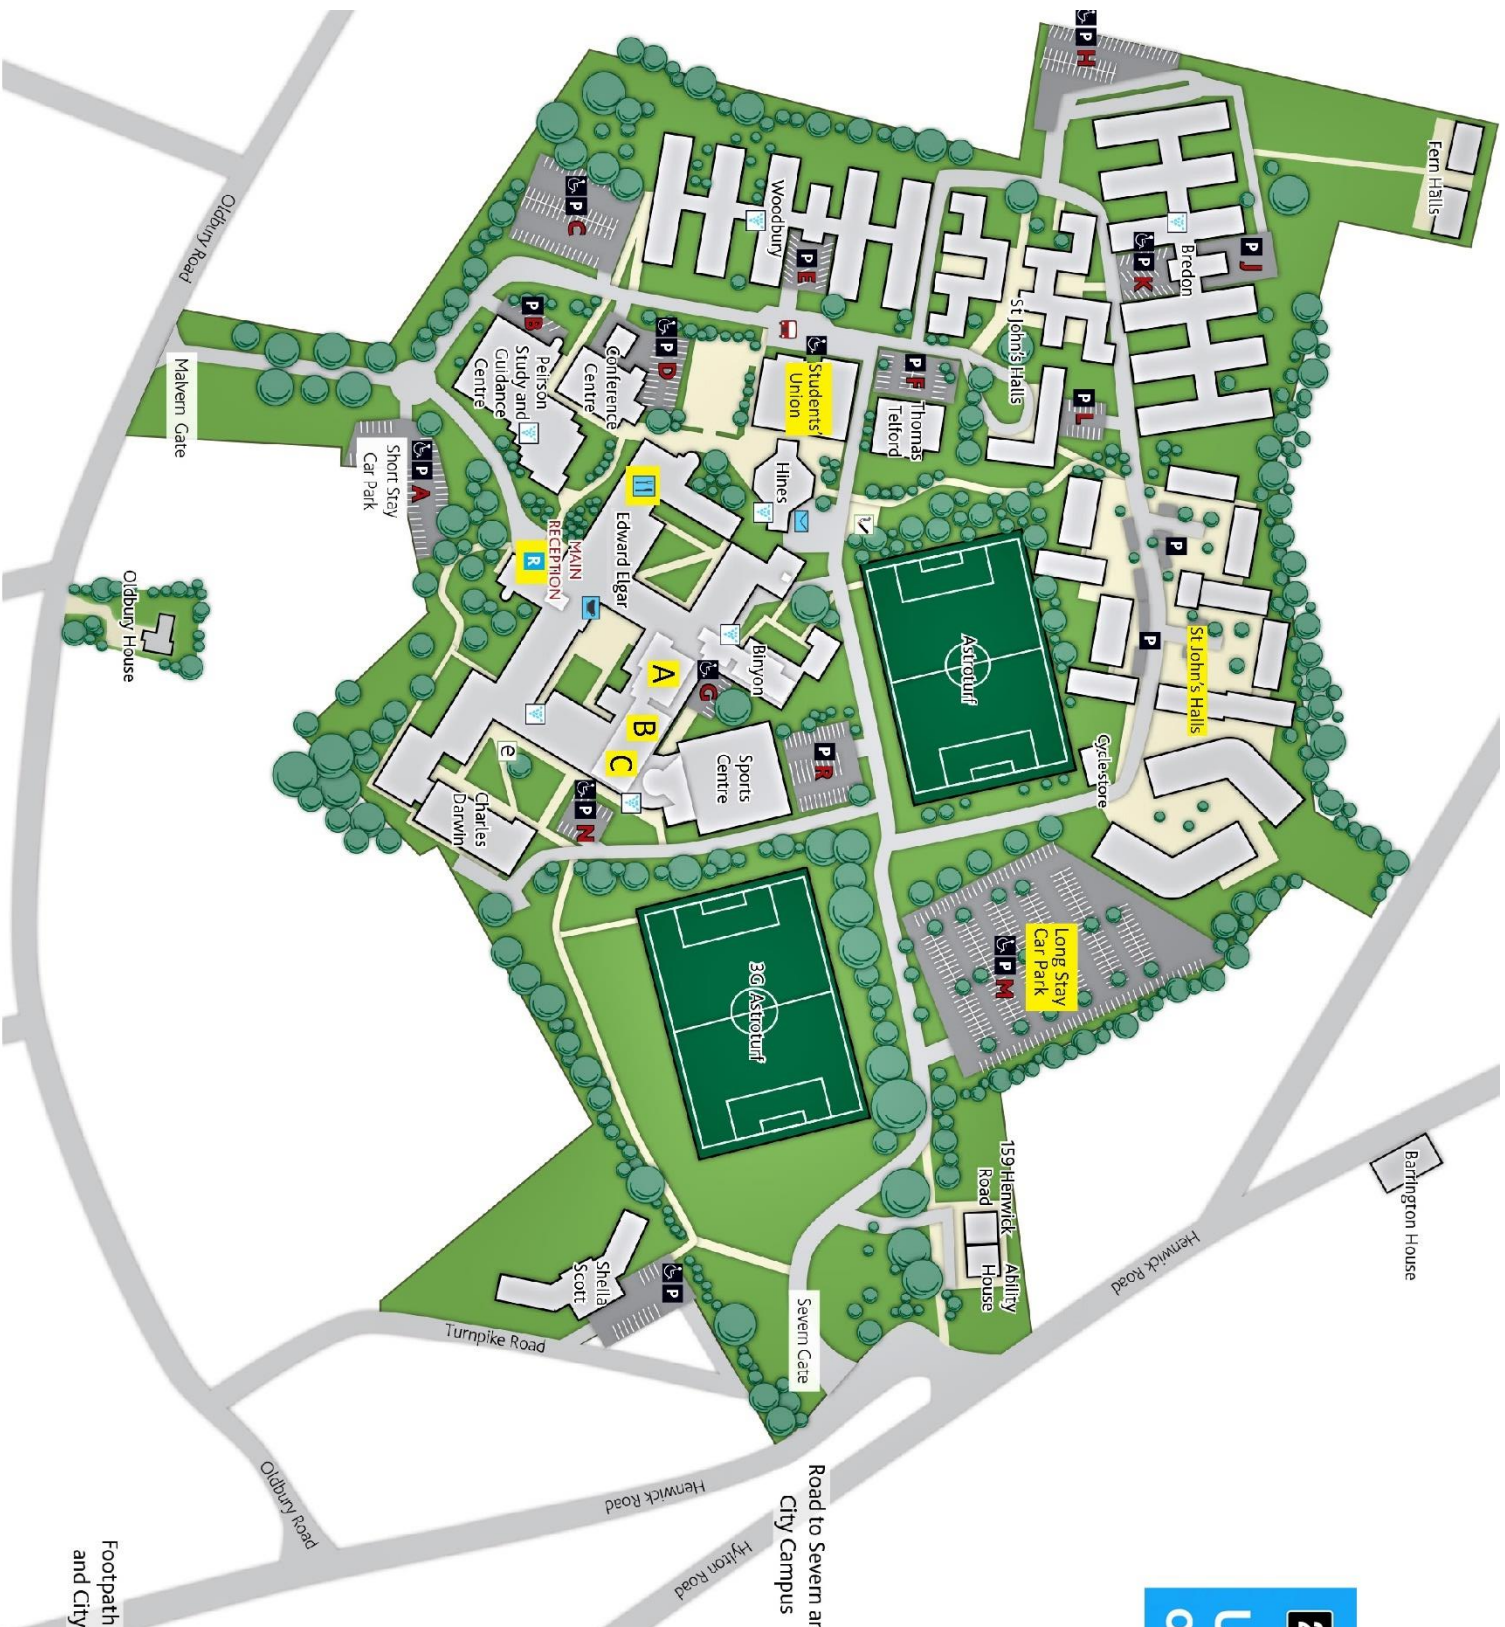 2
Fern Halls
Barrington House
P J
Bredon
P K
P
St John's Halls
P
Henwick Road
P H
P L
Cycle store
Long Stay
Car Park
P M
St John's Halls
159 Henwick
Road
Ability
House
Astroturf
P F
Thomas
Telford
P E
Students'
Union
P R
Severn Gate
Road to Severn
City Campus
Woodbury
Hines
Binyon
Sports
Centre
3G Astroturf
Hylton Road
P D
G
A
B
C
P
Conference
Centre
Edward Elgar
MAIN
RECEPTION
R
P N
Sheila
Scott
Henwick Road
P C
P B
Peirson
Study and
Guidance
Centre
e
Charles
Darwin
Turnpike Road
P A
Short Stay
Car Park
Oldbury Road
Malvern Gate
Oldbury House
Oldbury Road
Footpath
and City